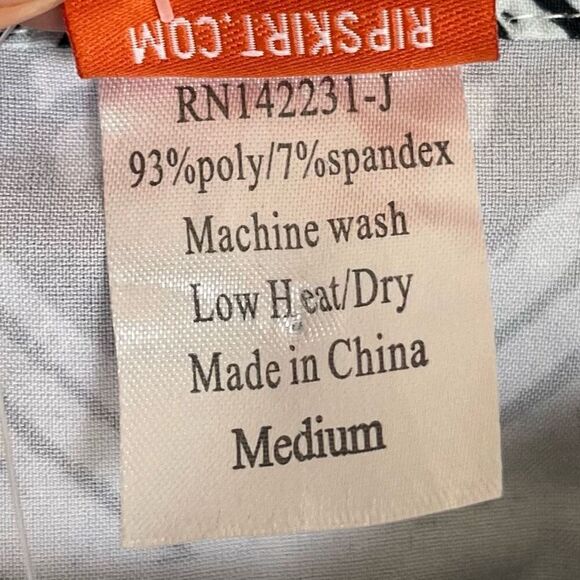 RIPSKIRT.COM
RN142231-J
93%poly/7%spandex
Machine wash
Low Heat/Dry
Made in China
Medium